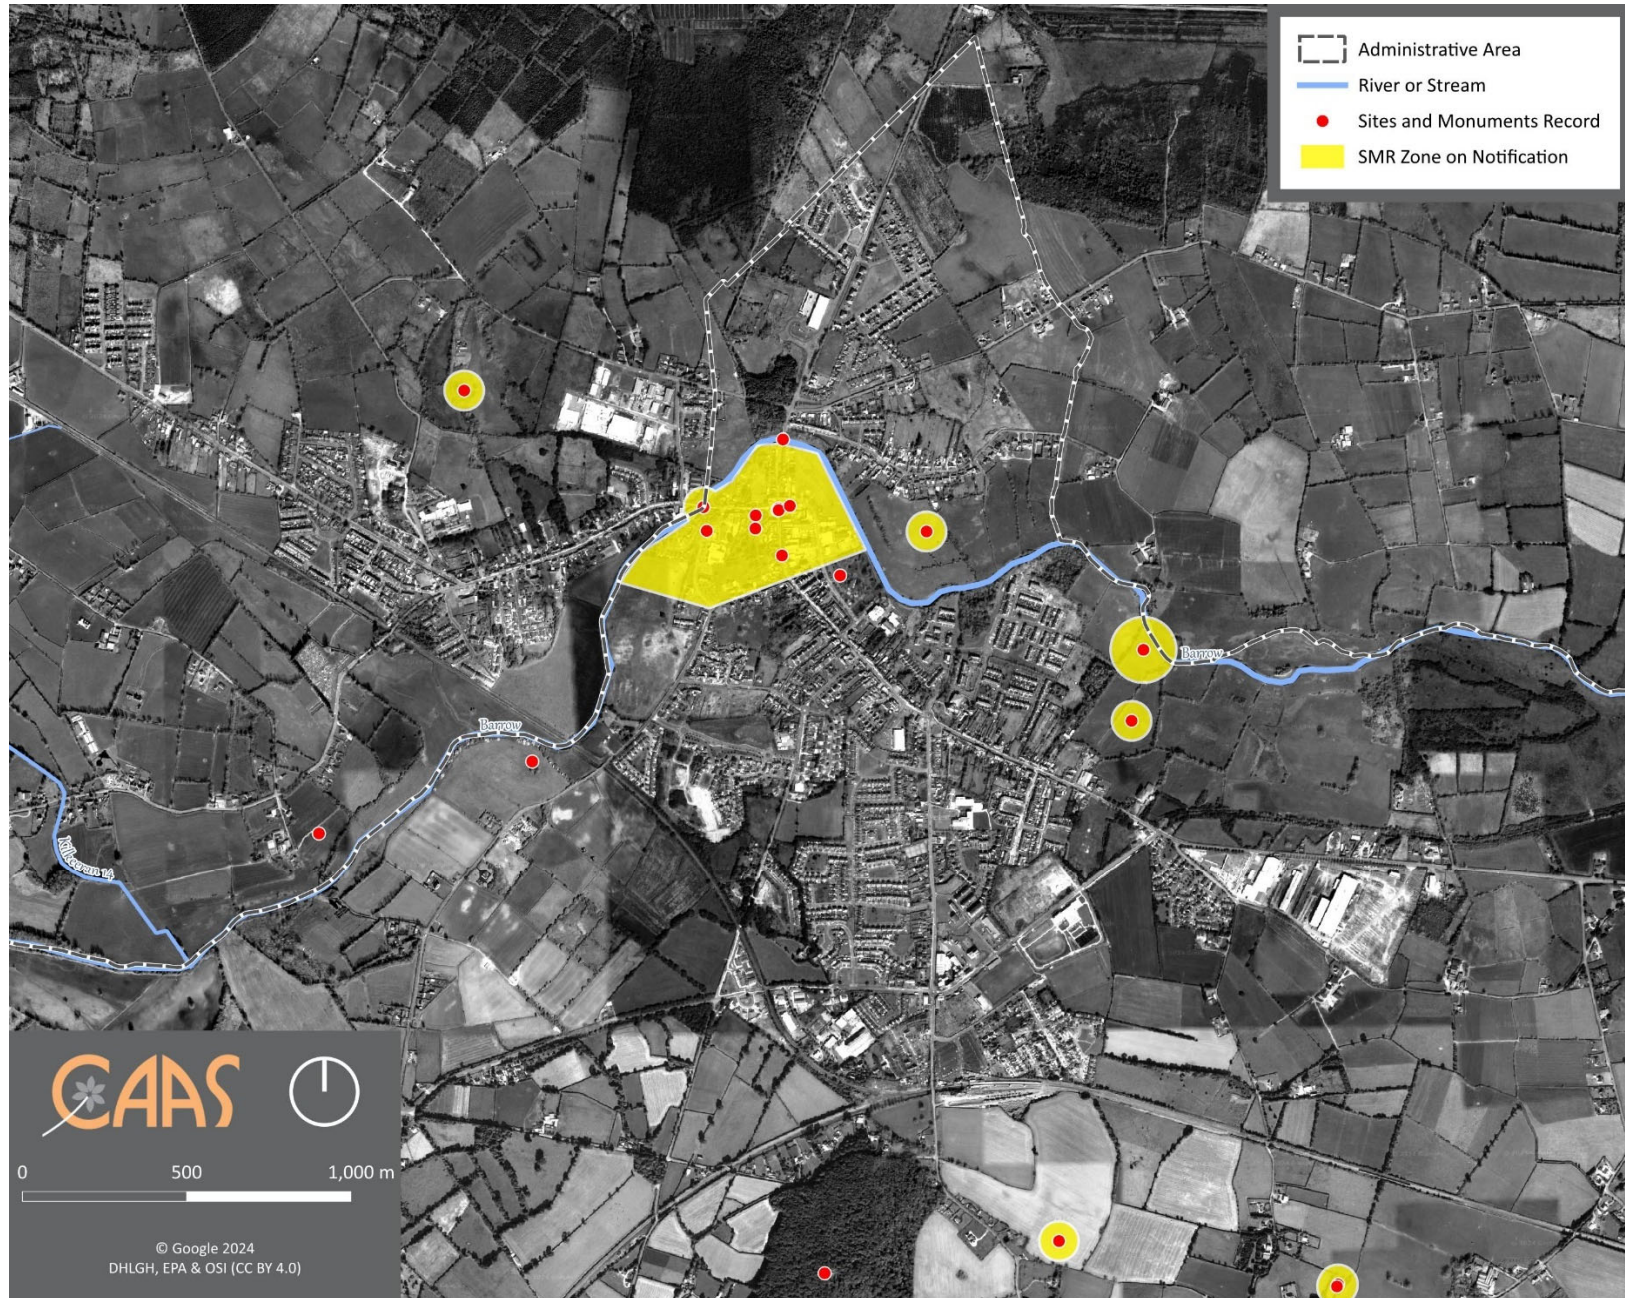 Administrative Area
River or Stream
Sites and Monuments Record
SMR Zone on Notification
Barrow
Barrow
Kilkeeran 14
CAAS
0 500 1,000 m
© Google 2024
DHLGH, EPA & OSI (CC BY 4.0)